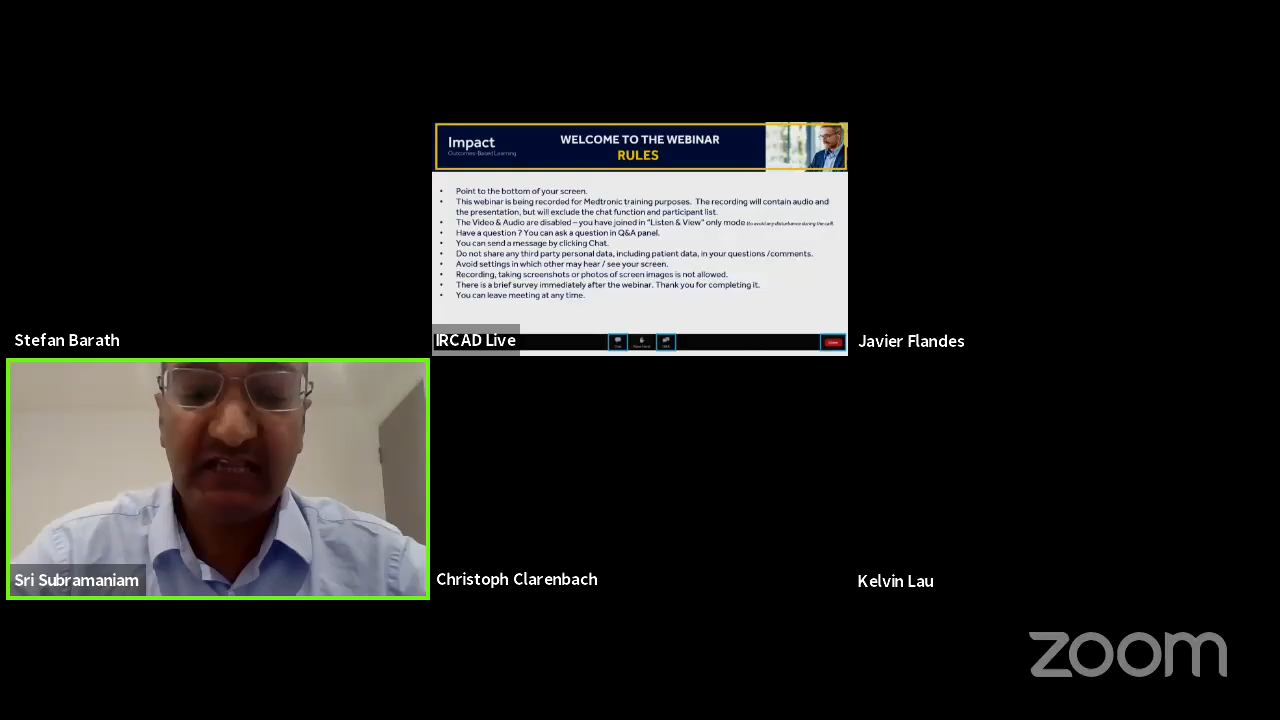 Impact
Outcomes-Based Learning
WELCOME TO THE WEBINAR
RULES
• Point to the bottom of your screen.
• This webinar is being recorded for Medtronic training purposes. The recording will contain audio and
the presentation, but will exclude the chat function and participant list.
• The Video & Audio are disabled – you have joined in "Listen & View" only mode (to avoid any disturbance during the call).
• Have a question ? You can ask a question in Q&A panel.
• You can send a message by clicking Chat.
• Do not share any third party personal data, including patient data, in your questions /comments.
• Avoid settings in which other may hear / see your screen.
• Recording, taking screenshots or photos of screen images is not allowed.
• There is a brief survey immediately after the webinar. Thank you for completing it.
• You can leave meeting at any time.
Stefan Barath
IRCAD Live
Javier Flandes
Sri Subramaniam
Christoph Clarenbach
Kelvin Lau
zoom